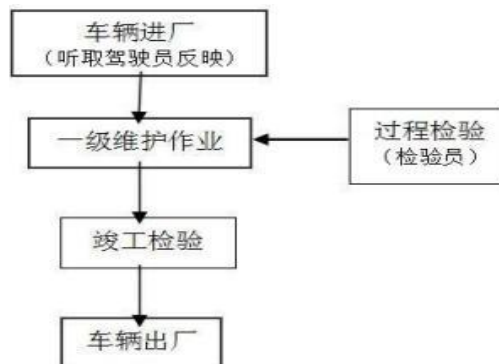 车辆进厂
（听取驾驶员反映）
一级维护作业
过程检验
（检验员）
竣工检验
车辆出厂